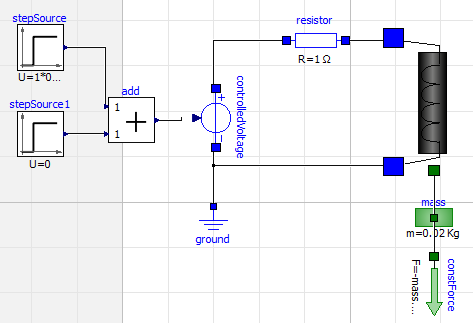 stepSource
U=1*0...
stepSource1
U=0
add
1
1
+
controlledVoltage
+
−
resistor
R=1 Ω
ground
mass
m=0.02 Kg
constForce
F=-mass....